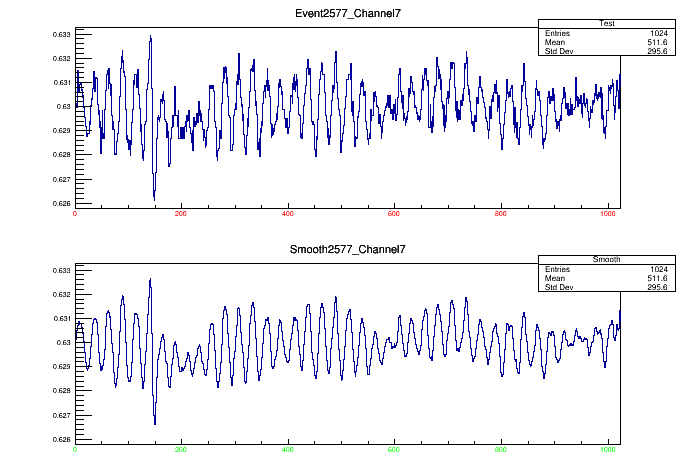 Event2577_Channel7
Test
Entries 1024
Mean 511.6
Std Dev 295.6
0.633
0.632
0.631
0.63
0.629
0.628
0.627
0.626
0 200 400 600 800 1000
Smooth2577_Channel7
Smooth
Entries 1024
Mean 511.6
Std Dev 295.6
0.633
0.632
0.631
0.63
0.629
0.628
0.627
0.626
0 200 400 600 800 1000